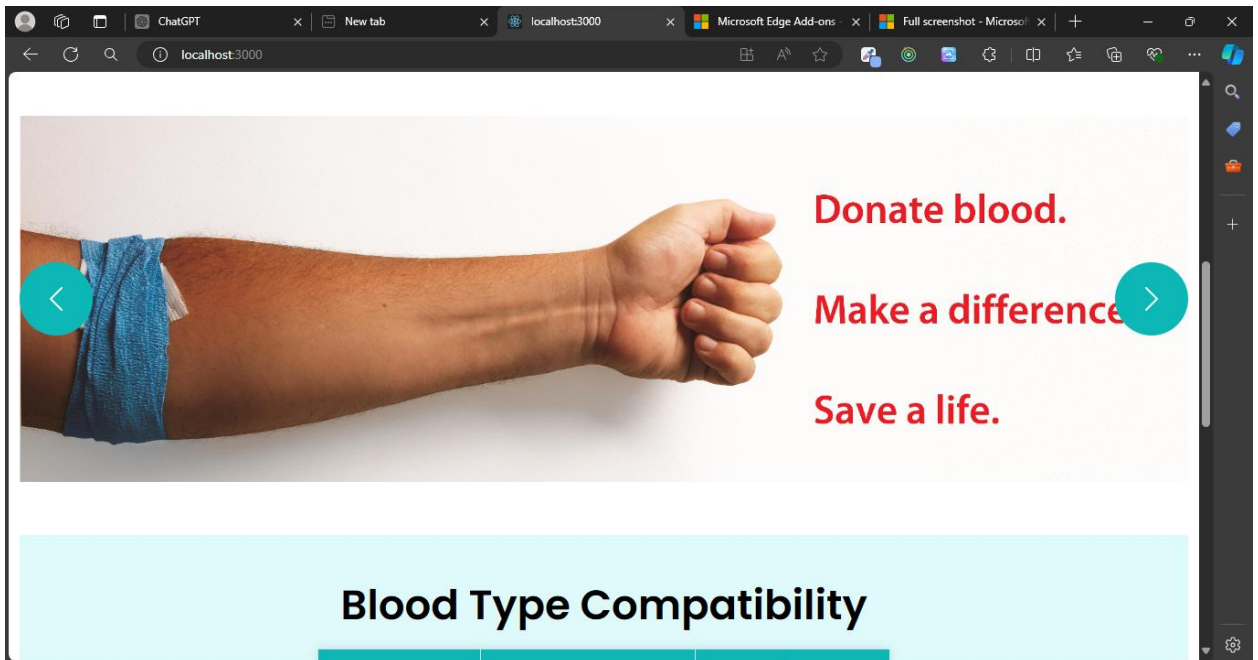 ChatGPT
New tab
localhost:3000
Microsoft Edge Add-ons -
Full screenshot - Microsof
localhost:3000
Donate blood.
Make a difference
Save a life.
Blood Type Compatibility